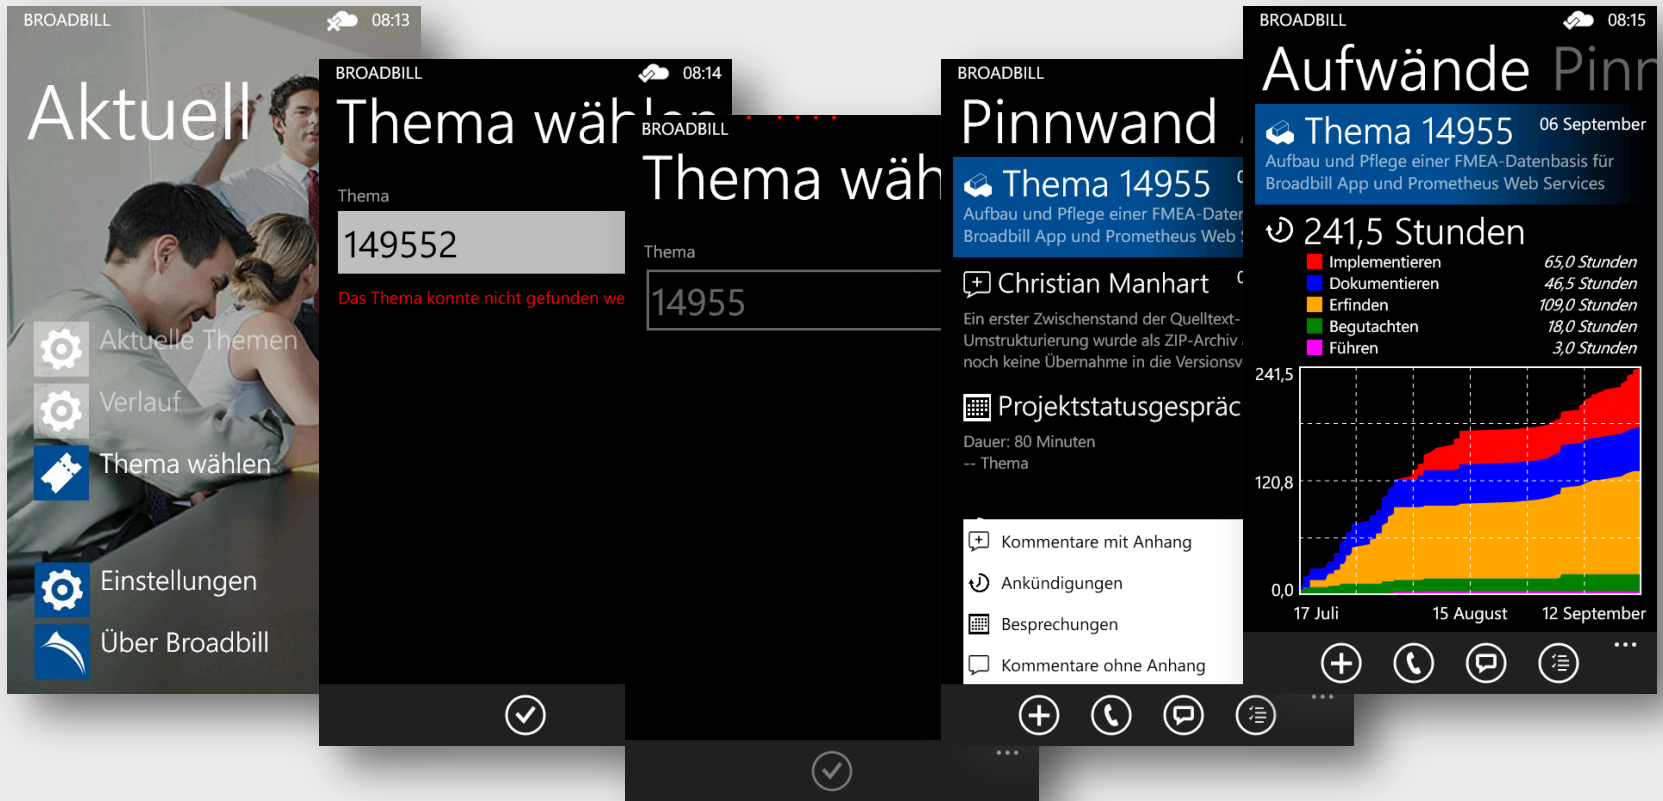 BROADBILL 08:13
Aktuell
Aktuelle Themen
Verlauf
Thema wählen
Einstellungen
Über Broadbill
BROADBILL 08:14
Thema wählen
Thema
149552
Das Thema konnte nicht gefunden we
BROADBILL
Thema wäh
Thema
14955
BROADBILL
Pinnwand
Thema 14955
Aufbau und Pflege einer FMEA-Daten
Broadbill App und Prometheus Web S
Christian Manhart
Ein erster Zwischenstand der Quelltext-
Umstrukturierung wurde als ZIP-Archiv
noch keine Übernahme in die Versionsv
Projektstatusgespräc
Dauer: 80 Minuten
-- Thema
Kommentare mit Anhang
Ankündigungen
Besprechungen
Kommentare ohne Anhang
BROADBILL 08:15
Aufwände Pinn
Thema 14955 06 September
Aufbau und Pflege einer FMEA-Datenbasis für
Broadbill App und Prometheus Web Services
241,5 Stunden
Implementieren 65,0 Stunden
Dokumentieren 46,5 Stunden
Erfinden 109,0 Stunden
Begutachten 18,0 Stunden
Führen 3,0 Stunden
241,5
120,8
0,0
17 Juli 15 August 12 September